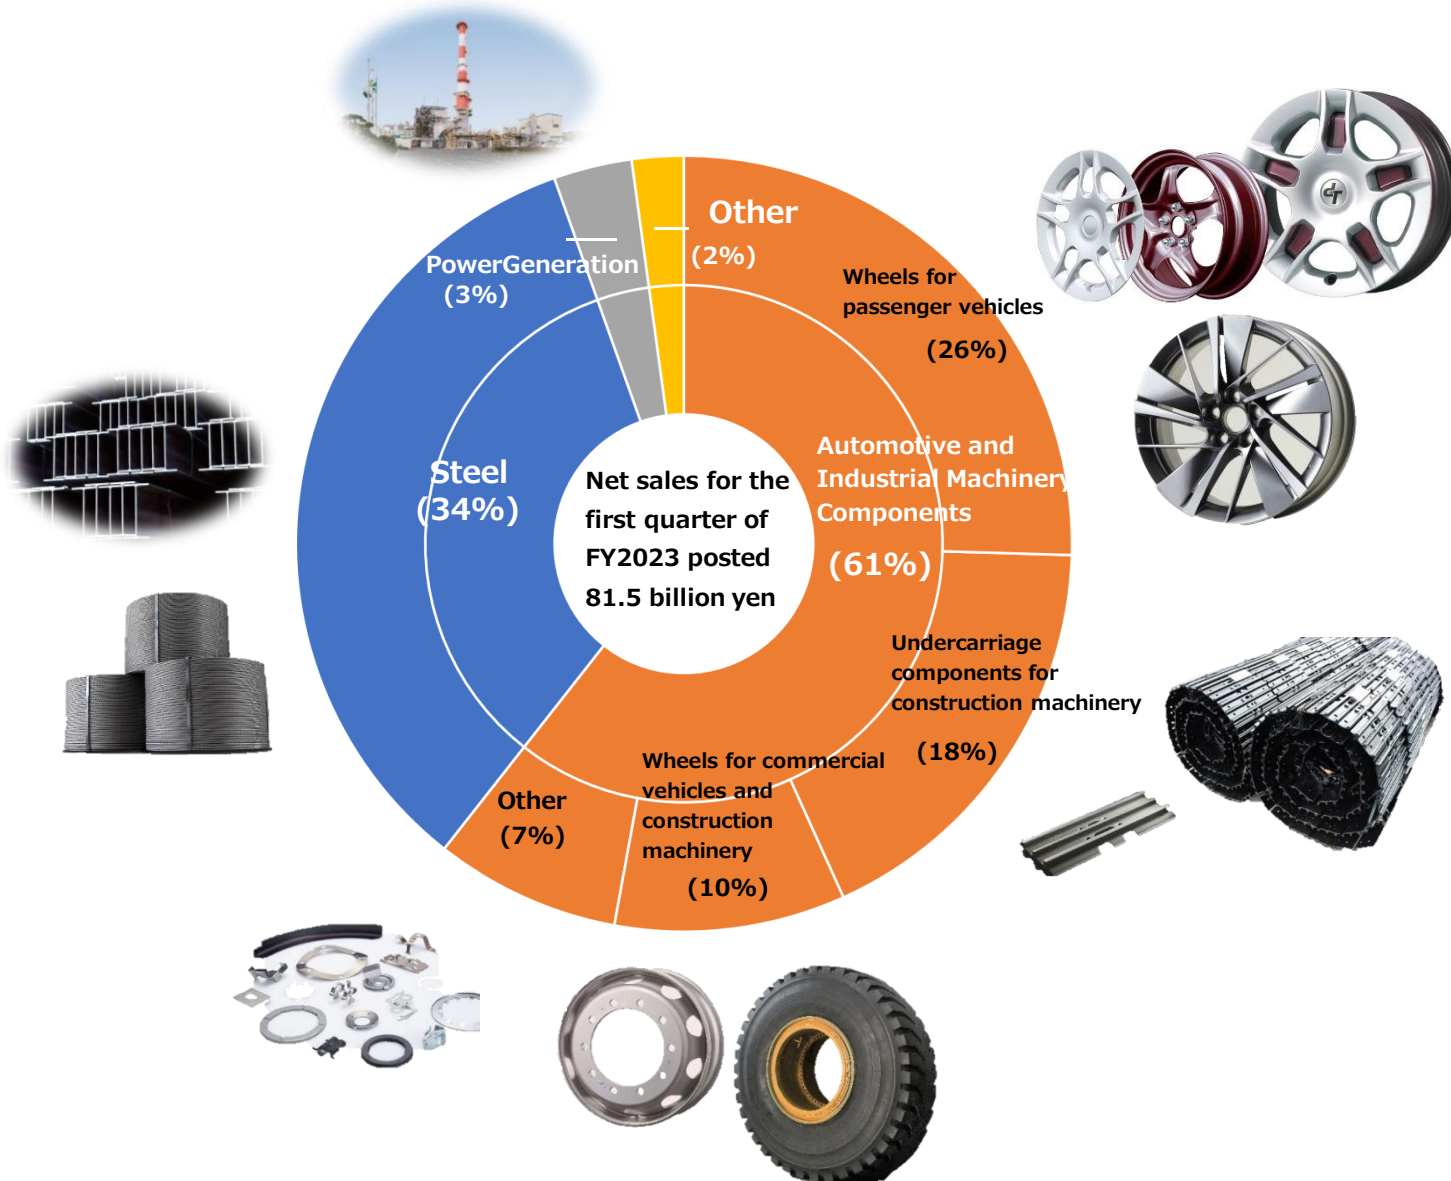 Other
(2%)
PowerGeneration
(3%)
Wheels for
passenger vehicles
(26%)
Automotive and
Industrial Machinery
Components
(61%)
Steel
(34%)
Net sales for the
first quarter of
FY2023 posted
81.5 billion yen
Undercarriage
components for
construction machinery
(18%)
Wheels for commercial
vehicles and
construction
machinery
(10%)
Other
(7%)